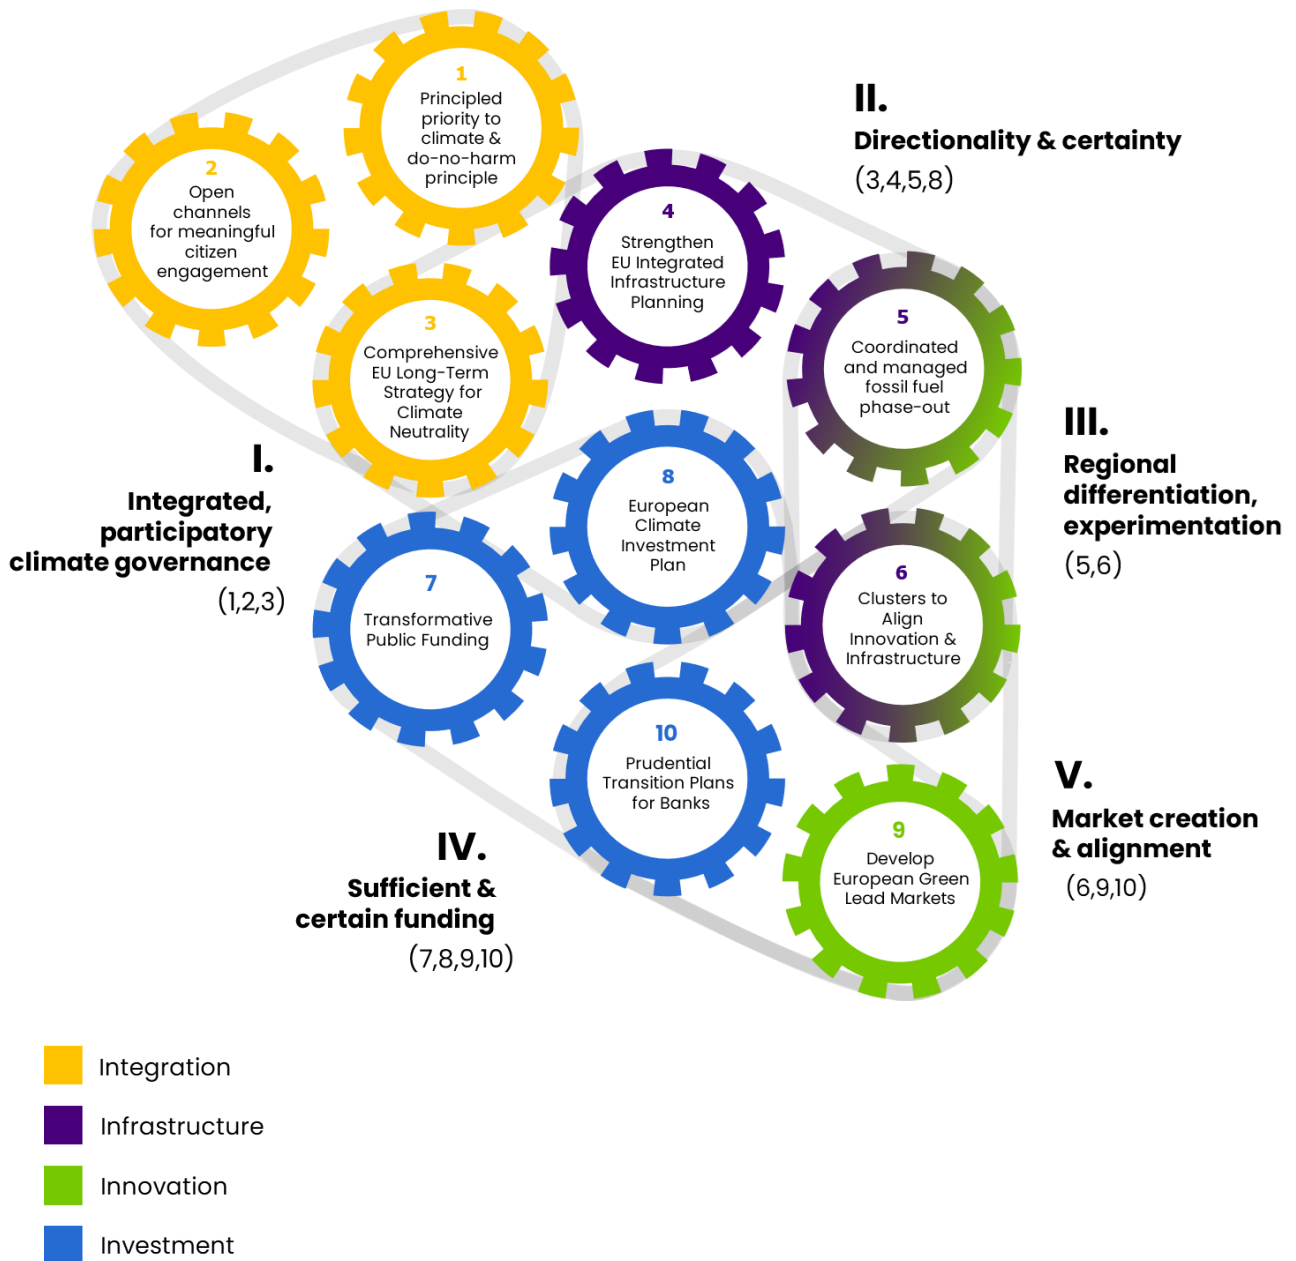 1
Principled
priority to
climate &
do-no-harm
principle
2
Open
channels
for meaningful
citizen
engagement
3
Comprehensive
EU Long-Term
Strategy for
Climate
Neutrality
4
Strengthen
EU Integrated
Infrastructure
Planning
5
Coordinated
and managed
fossil fuel
phase-out
6
Clusters to
Align
Innovation &
Infrastructure
7
Transformative
Public Funding
8
European
Climate
Investment
Plan
9
Develop
European Green
Lead Markets
10
Prudential
Transition Plans
for Banks
I.
Integrated,
participatory
climate governance
(1,2,3)
II.
Directionality & certainty
(3,4,5,8)
III.
Regional
differentiation,
experimentation
(5,6)
IV.
Sufficient &
certain funding
(7,8,9,10)
V.
Market creation
& alignment
(6,9,10)
Integration
Infrastructure
Innovation
Investment